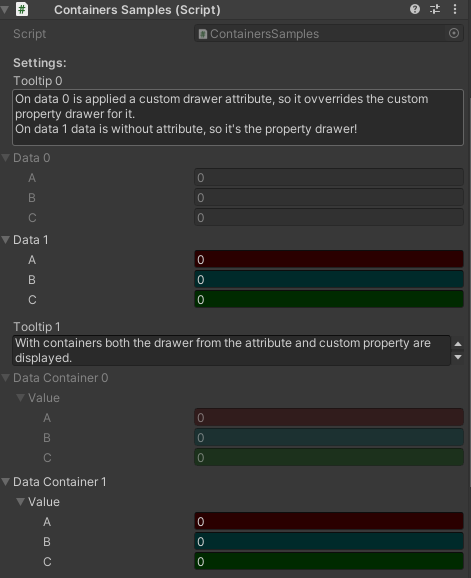 Containers Samples (Script)
Script ContainersSamples
Settings:
Tooltip 0
On data 0 is applied a custom drawer attribute, so it ovverrides the custom
property drawer for it.
On data 1 data is without attribute, so it's the property drawer!
Data 0
A 0
B 0
C 0
Data 1
A 0
B 0
C 0
Tooltip 1
With containers both the drawer from the attribute and custom property are
displayed.
Data Container 0
Value
A 0
B 0
C 0
Data Container 1
Value
A 0
B 0
C 0